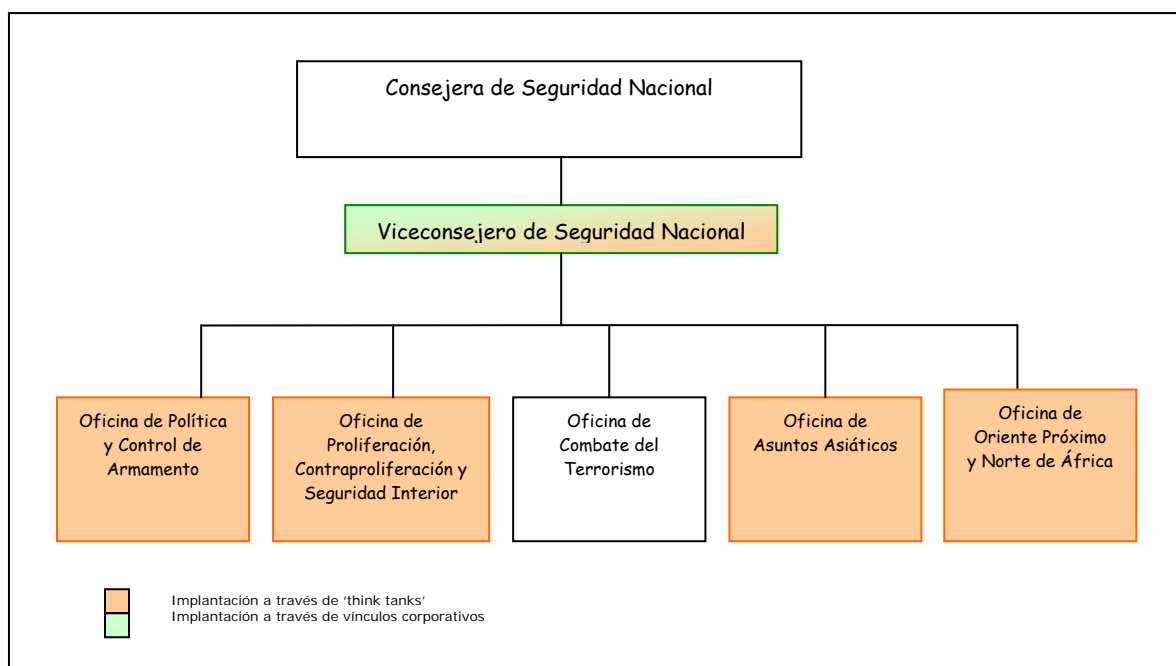 Consejera de Seguridad Nacional
Viceconsejero de Seguridad Nacional
Oficina de Política
y Control de
Armamento
Oficina de
Proliferación,
Contraproliferación y
Seguridad Interior
Oficina de
Combate del
Terrorismo
Oficina de
Asuntos Asiáticos
Oficina de
Oriente Próximo
y Norte de África
Implantación a través de ‘think tanks’
Implantación a través de vínculos corporativos